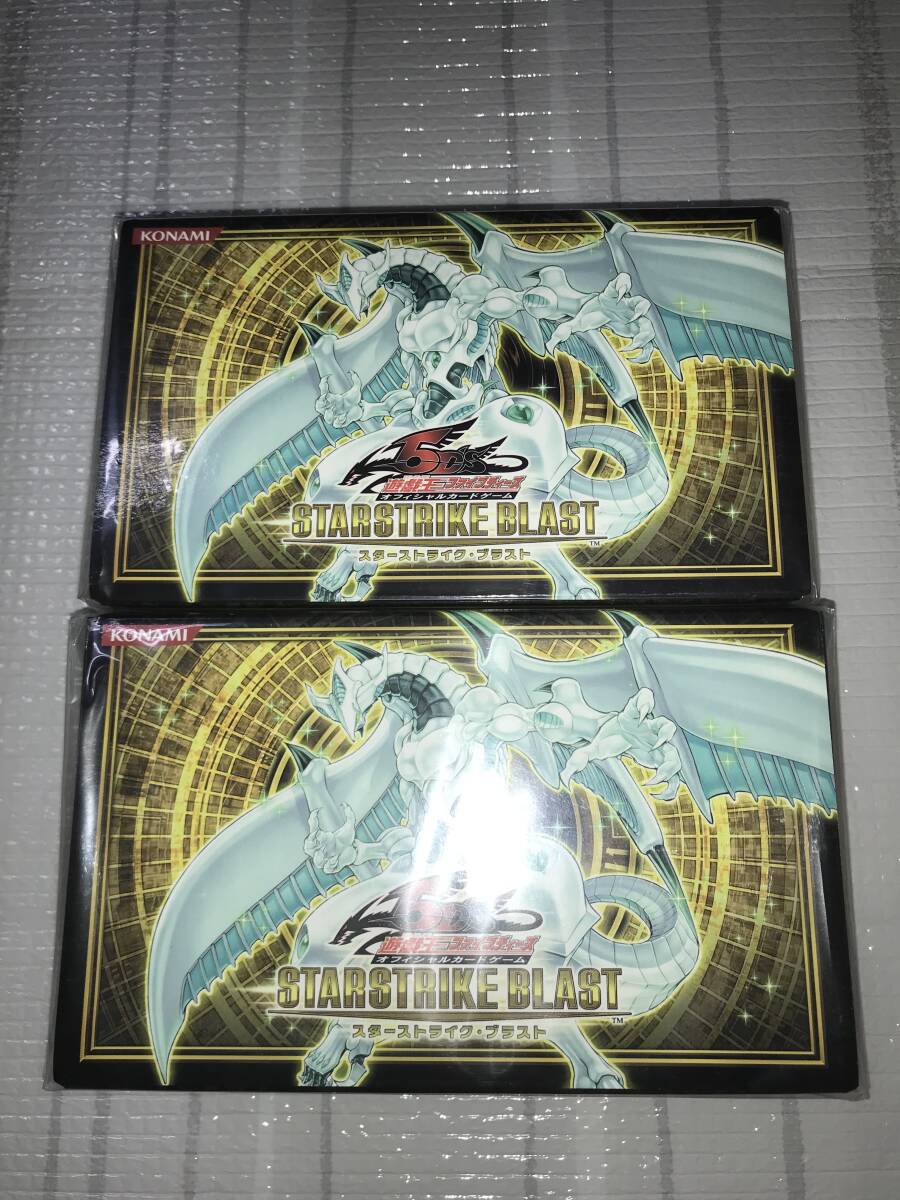 KONAMI
5D's
遊戯王ファイブディーズ
オフィシャルカードゲーム
STARSTRIKE BLAST
TM
スターストライク・ブラスト
KONAMI
5D's
遊戯王ファイブディーズ
オフィシャルカードゲーム
STARSTRIKE BLAST
TM
スターストライク・ブラスト